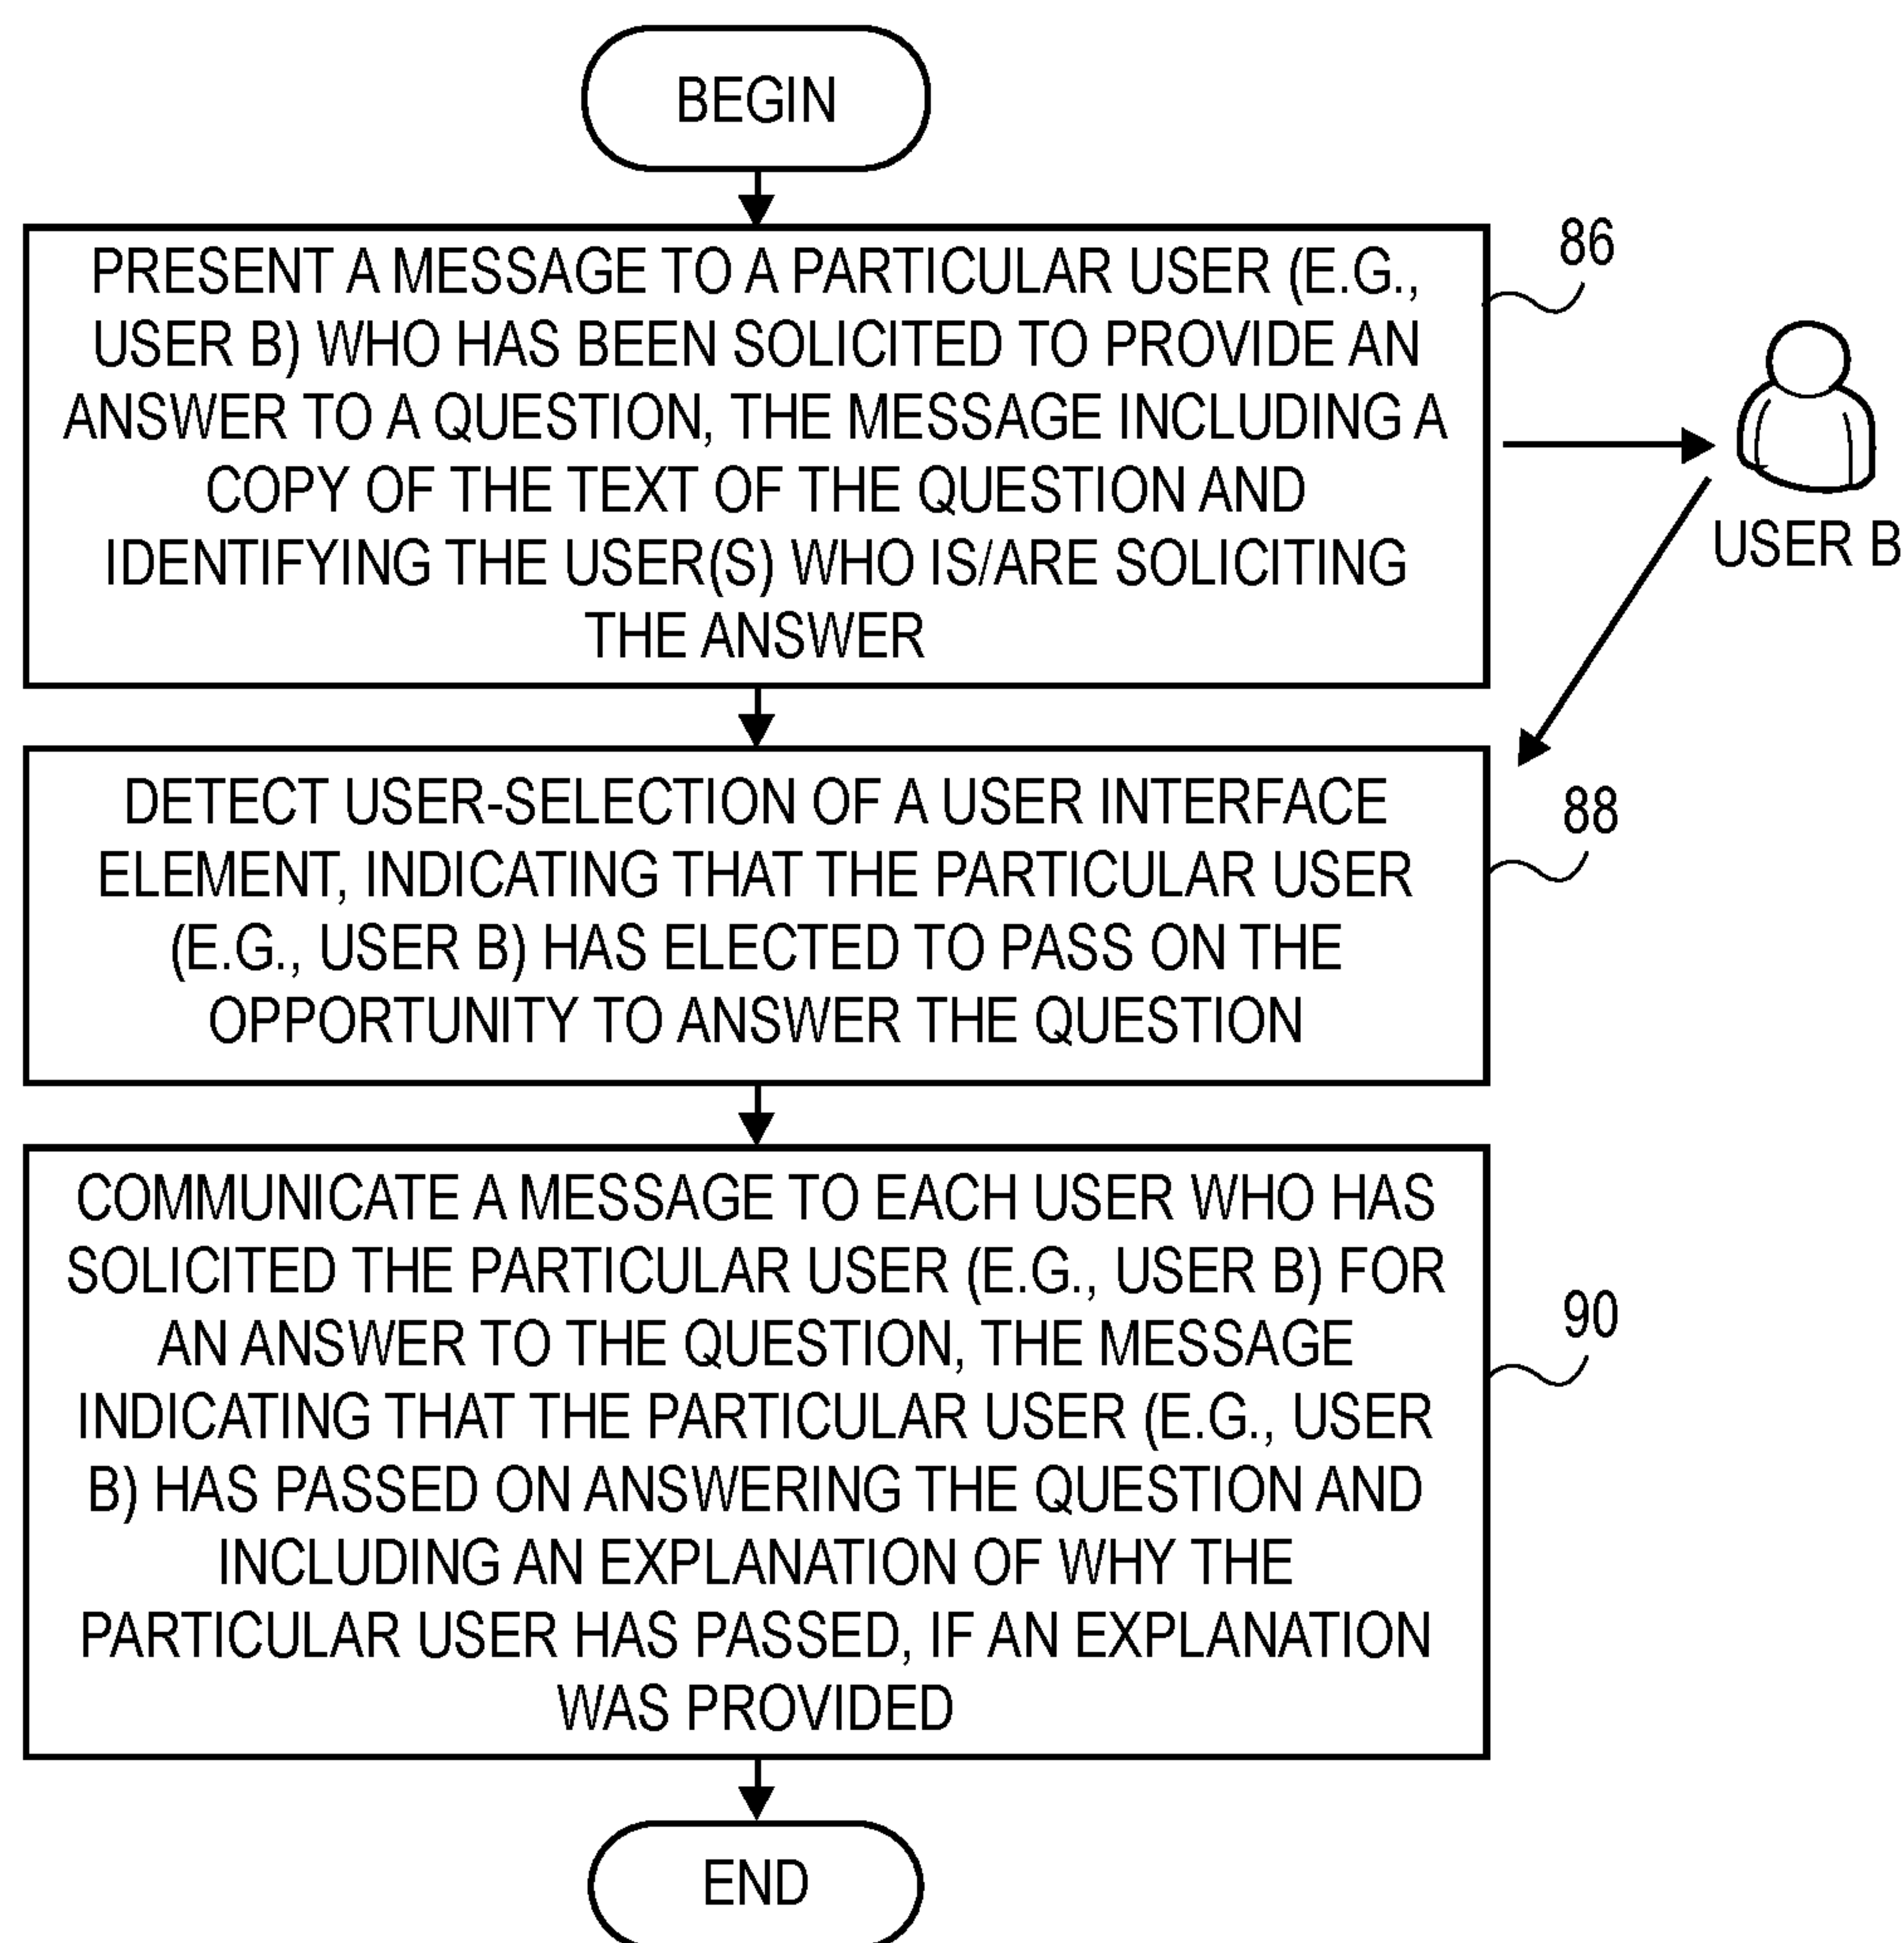 BEGIN
PRESENT A MESSAGE TO A PARTICULAR USER (E.G.,
USER B) WHO HAS BEEN SOLICITED TO PROVIDE AN
ANSWER TO A QUESTION, THE MESSAGE INCLUDING A
COPY OF THE TEXT OF THE QUESTION AND
IDENTIFYING THE USER(S) WHO IS/ARE SOLICITING
THE ANSWER
86
USER B
DETECT USER-SELECTION OF A USER INTERFACE
ELEMENT, INDICATING THAT THE PARTICULAR USER
(E.G., USER B) HAS ELECTED TO PASS ON THE
OPPORTUNITY TO ANSWER THE QUESTION
88
COMMUNICATE A MESSAGE TO EACH USER WHO HAS
SOLICITED THE PARTICULAR USER (E.G., USER B) FOR
AN ANSWER TO THE QUESTION, THE MESSAGE
INDICATING THAT THE PARTICULAR USER (E.G., USER
B) HAS PASSED ON ANSWERING THE QUESTION AND
INCLUDING AN EXPLANATION OF WHY THE
PARTICULAR USER HAS PASSED, IF AN EXPLANATION
WAS PROVIDED
90
END